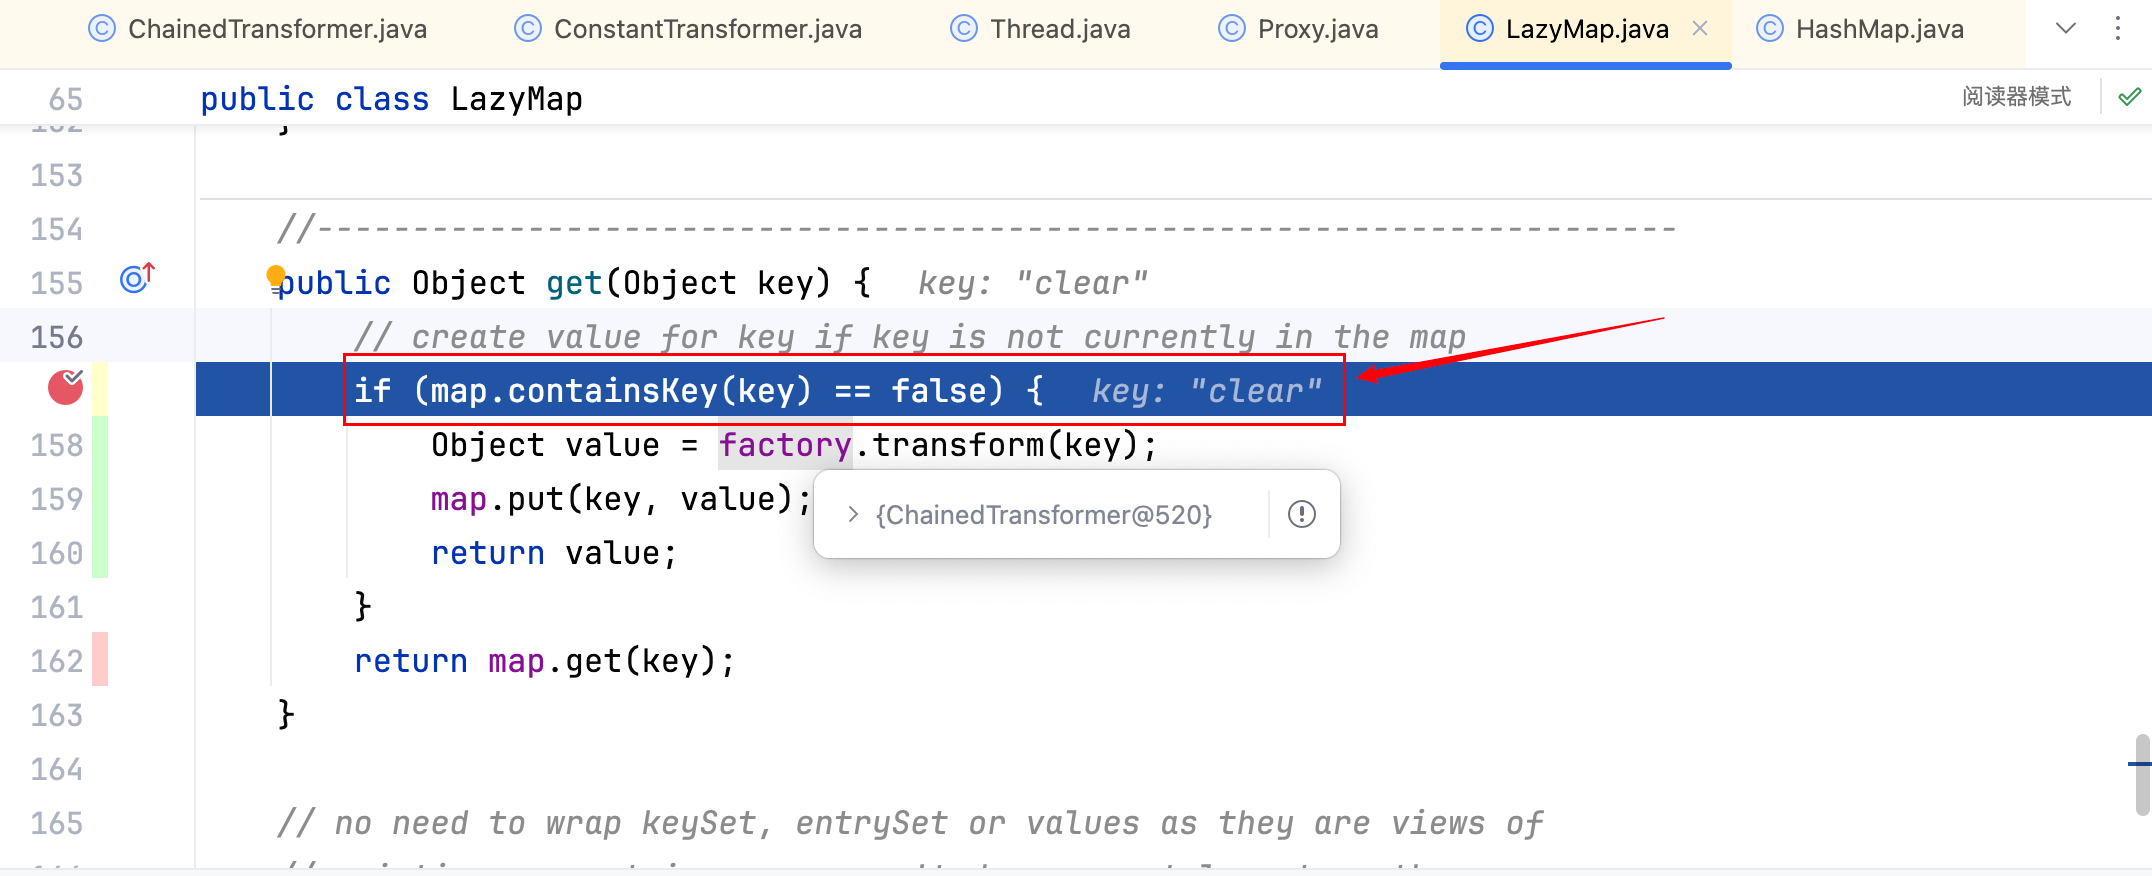 ChainedTransformer.java ConstantTransformer.java Thread.java Proxy.java LazyMap.java HashMap.java
65 public class LazyMap 阅读器模式
}
153
154 //-----------------------------------------------------------------------
155 public Object get(Object key) { key: "clear"
156 // create value for key if key is not currently in the map
if (map.containsKey(key) == false) { key: "clear"
158 Object value = factory.transform(key);
159 map.put(key, value);
{ChainedTransformer@520}
160 return value;
161 }
162 return map.get(key);
163 }
164
165 // no need to wrap keySet, entrySet or values as they are views of